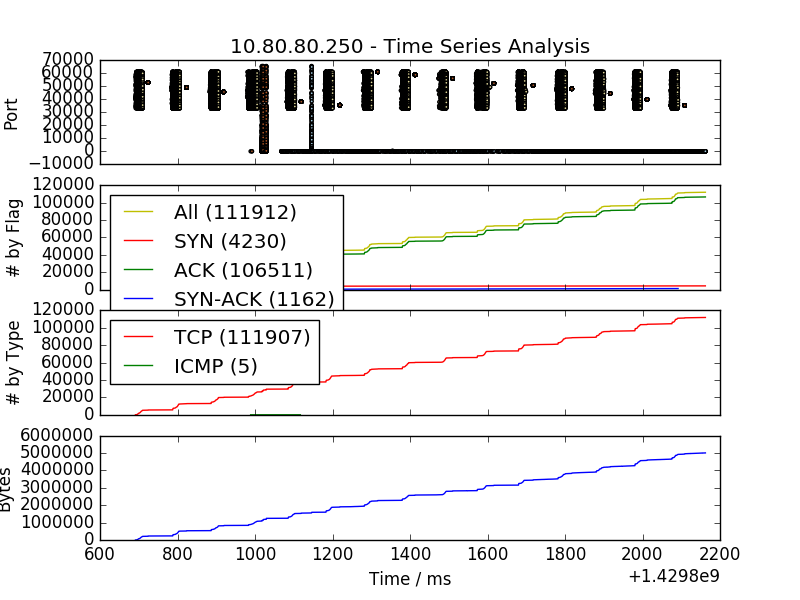 10.80.80.250 - Time Series Analysis
70000
60000
50000
40000
30000
20000
10000
0
−10000
Port
120000
100000
80000
60000
40000
20000
0
# by Flag
All (111912)
SYN (4230)
ACK (106511)
SYN-ACK (1162)
120000
100000
80000
60000
40000
20000
0
# by Type
TCP (111907)
ICMP (5)
6000000
5000000
4000000
3000000
2000000
1000000
0
Bytes
600 800 1000 1200 1400 1600 1800 2000 2200
Time / ms
+1.4298e9